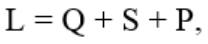 L = Q + S + P,